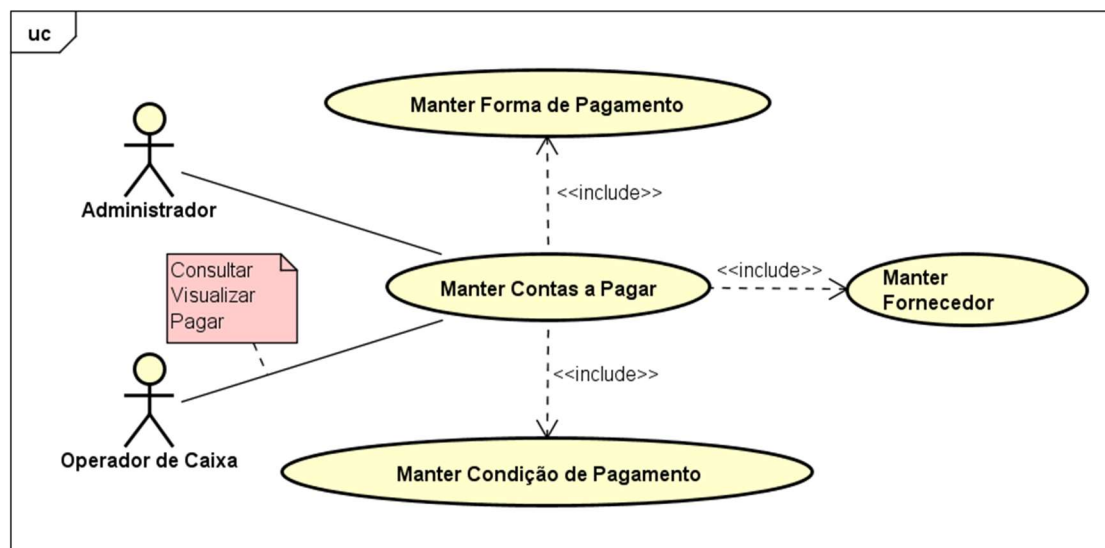 uc
Manter Forma de Pagamento
Administrador
<<include>>
Consultar
Visualizar
Pagar
Manter Contas a Pagar
<<include>>
Manter
Fornecedor
<<include>>
Operador de Caixa
Manter Condição de Pagamento